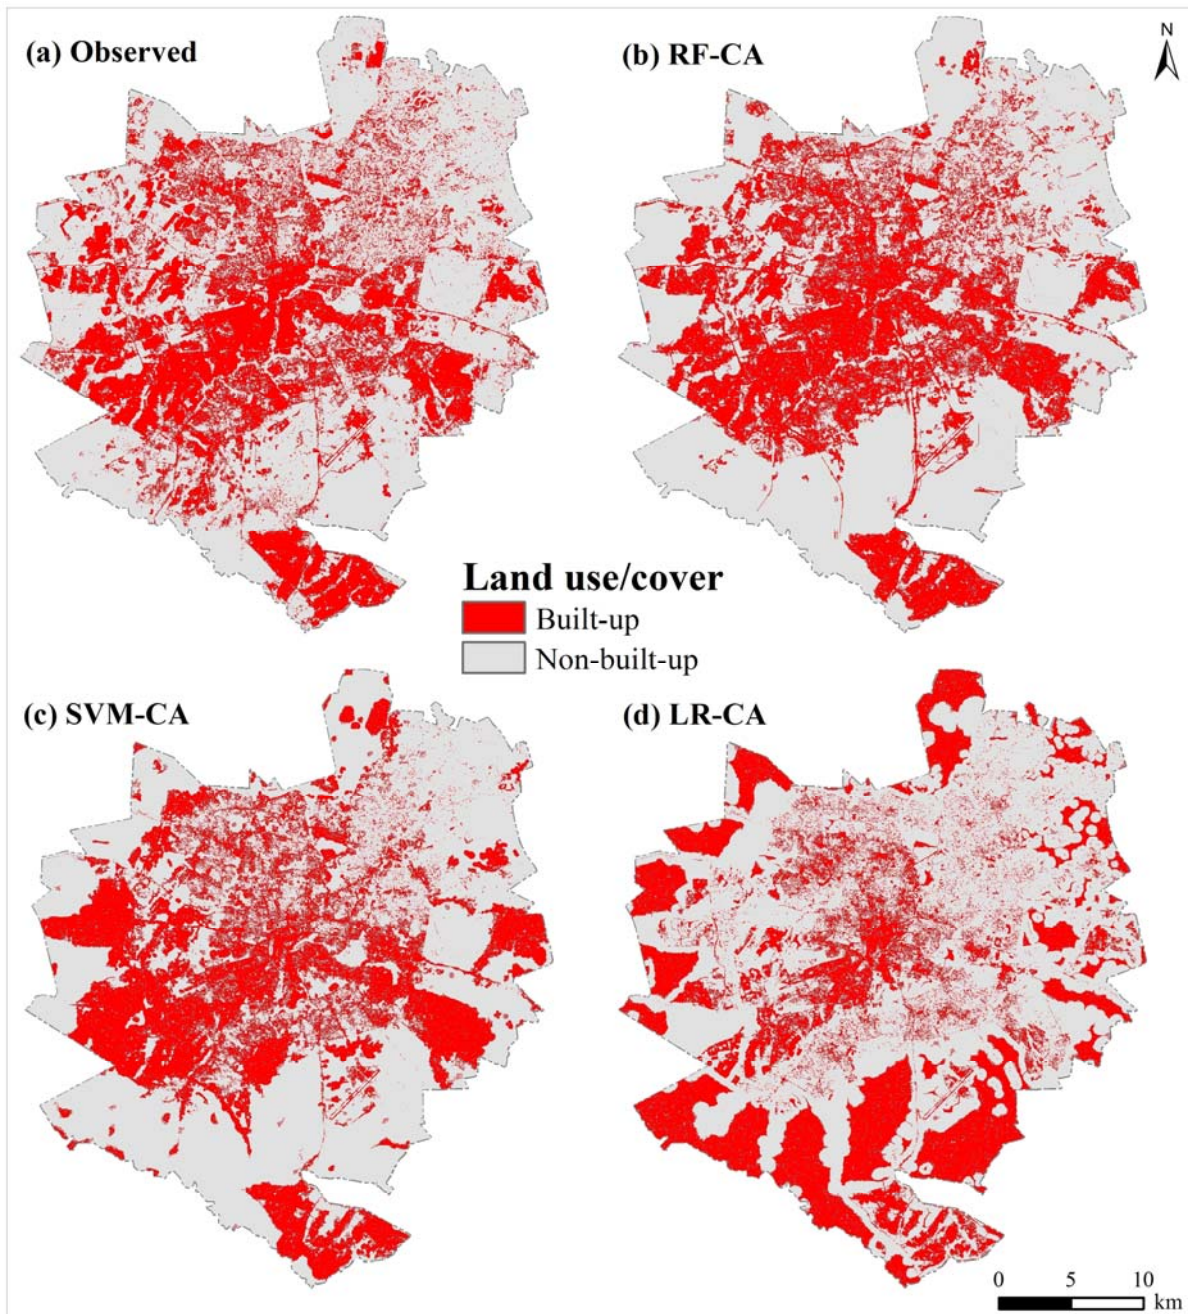 (a) Observed
(b) RF-CA
N
Land use/cover
Built-up
Non-built-up
(c) SVM-CA
(d) LR-CA
0 5 10
km